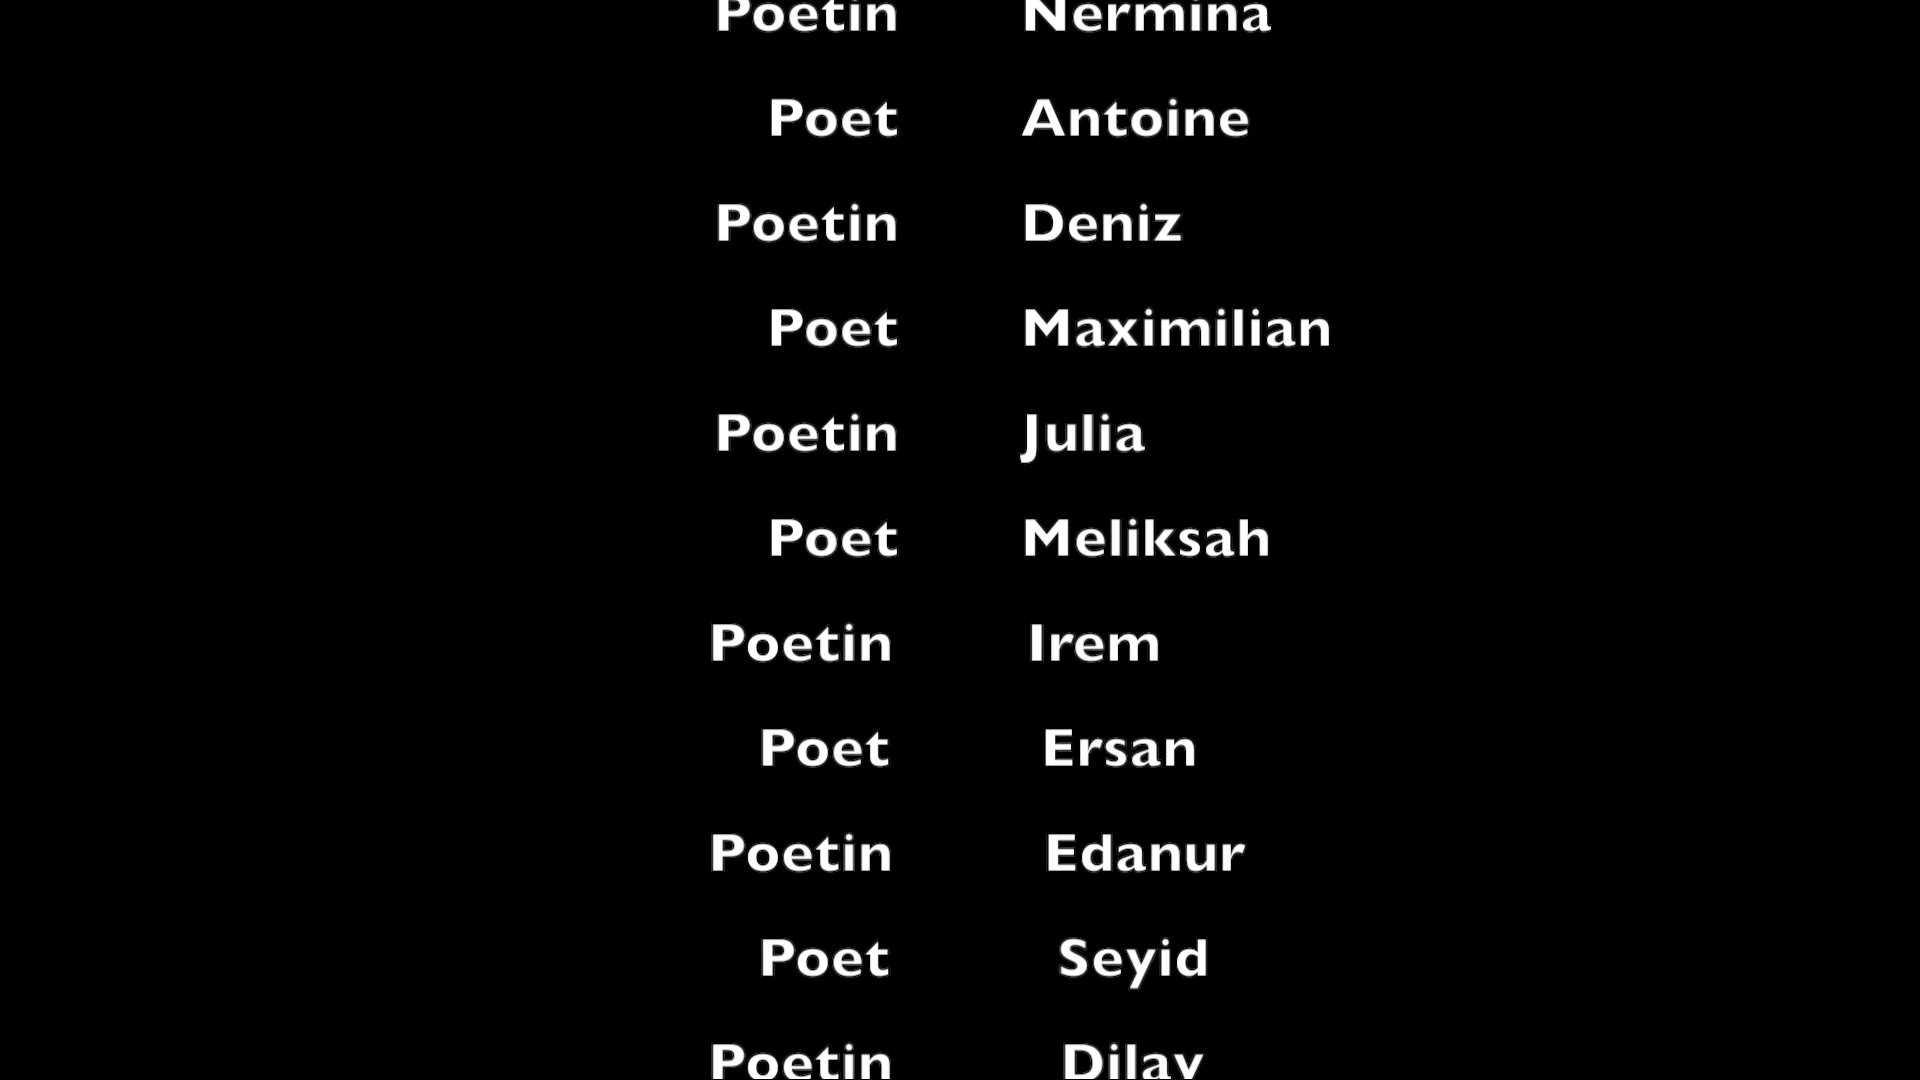 Poetin Nermina
Poet Antoine
Poetin Deniz
Poet Maximilian
Poetin Julia
Poet Meliksah
Poetin Irem
Poet Ersan
Poetin Edanur
Poet Seyid
Poetin Dilay